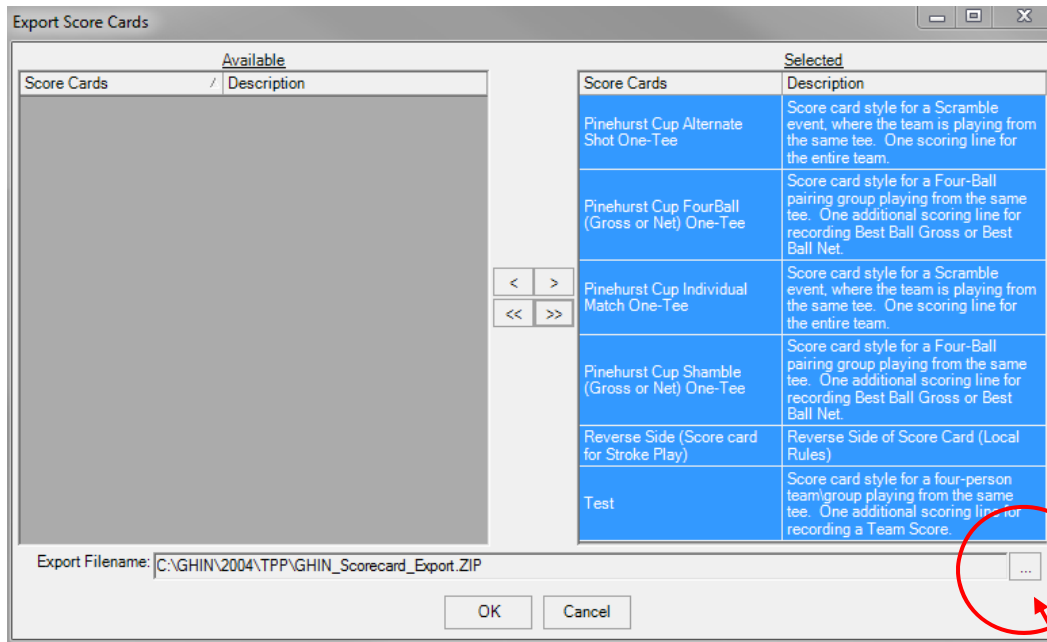 Export Score Cards
Available
Selected
Score Cards / Description
Score Cards Description
Pinehurst Cup Alternate
Shot One-Tee
Score card style for a Scramble
event, where the team is playing from
the same tee. One scoring line for
the entire team.
Pinehurst Cup FourBall
(Gross or Net) One-Tee
Score card style for a Four-Ball
pairing group playing from the same
tee. One additional scoring line for
recording Best Ball Gross or Best
Ball Net.
< >
<< >>
Pinehurst Cup Individual
Match One-Tee
Score card style for a Scramble
event, where the team is playing from
the same tee. One scoring line for
the entire team.
Pinehurst Cup Shamble
(Gross or Net) One-Tee
Score card style for a Four-Ball
pairing group playing from the same
tee. One additional scoring line for
recording Best Ball Gross or Best
Ball Net.
Reverse Side (Score card
for Stroke Play)
Reverse Side of Score Card (Local
Rules)
Test
Score card style for a four-person
team\group playing from the same
tee. One additional scoring line for
recording a Team Score.
Export Filename: C:\GHIN\2004\TPP\GHIN_Scorecard_Export.ZIP ...
OK Cancel